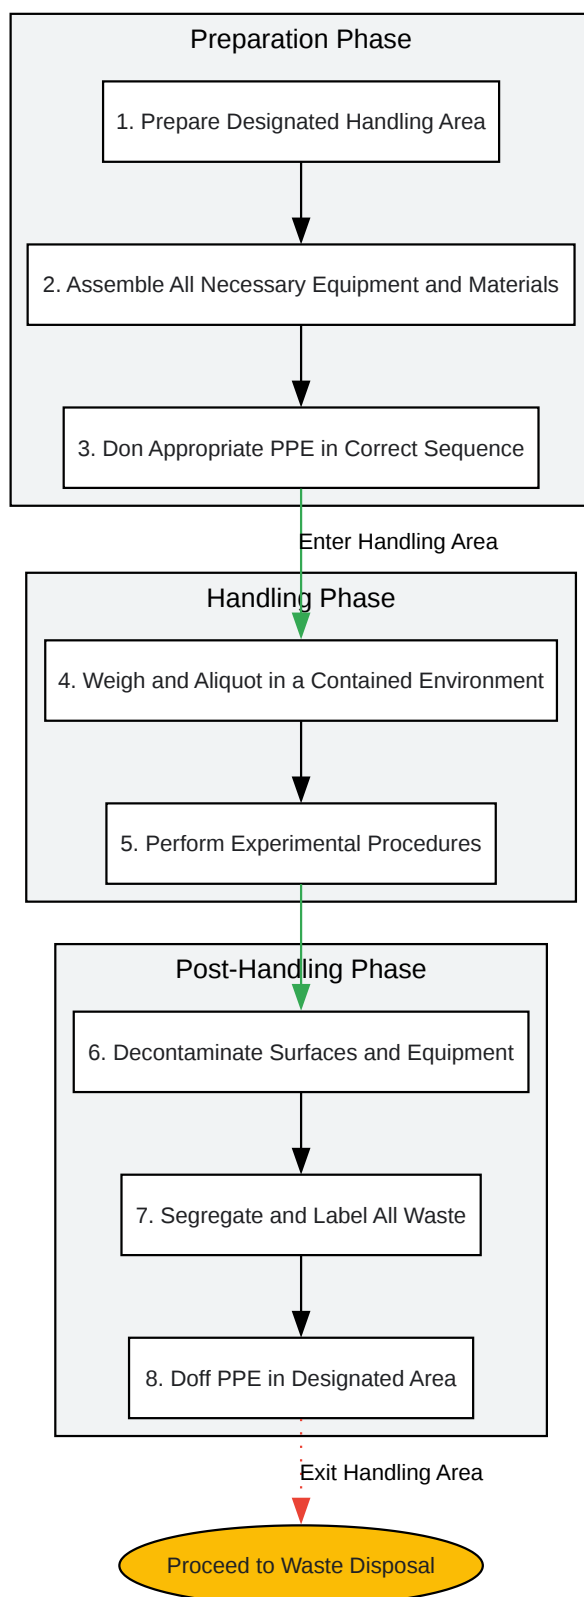 Preparation Phase
1. Prepare Designated Handling Area
2. Assemble All Necessary Equipment and Materials
3. Don Appropriate PPE in Correct Sequence
Enter Handling Area
Handling Phase
4. Weigh and Aliquot in a Contained Environment
5. Perform Experimental Procedures
Post-Handling Phase
6. Decontaminate Surfaces and Equipment
7. Segregate and Label All Waste
8. Doff PPE in Designated Area
Exit Handling Area
Proceed to Waste Disposal